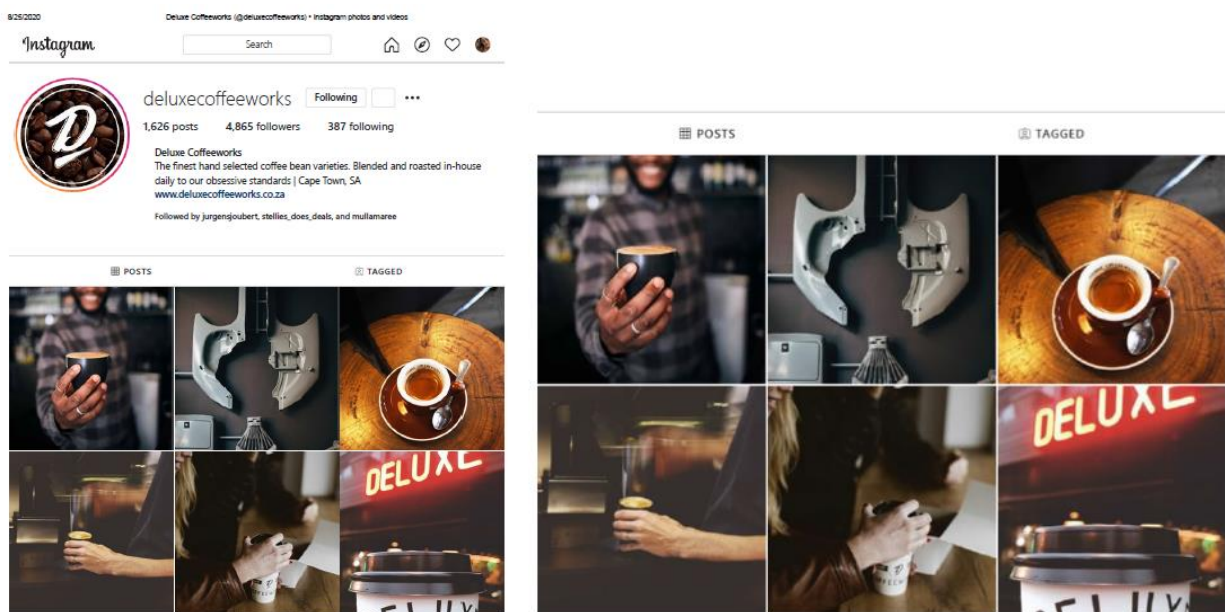 8/25/2020
Deluxe Coffeeworks (@deluxecoffeeworks) • Instagram photos and videos
Instagram
Search
D
deluxecoffeeworks Following •••
1,626 posts 4,865 followers 387 following
Deluxe Coffeeworks
The finest hand selected coffee bean varieties. Blended and roasted in-house
daily to our obsessive standards | Cape Town, SA
www.deluxecoffeeworks.co.za
Followed by jurgensjoubert, stellies_does_deals, and mullamaree
POSTS TAGGED
DELUXE
DELUX
POSTS TAGGED
DELUXE
D
DELUX